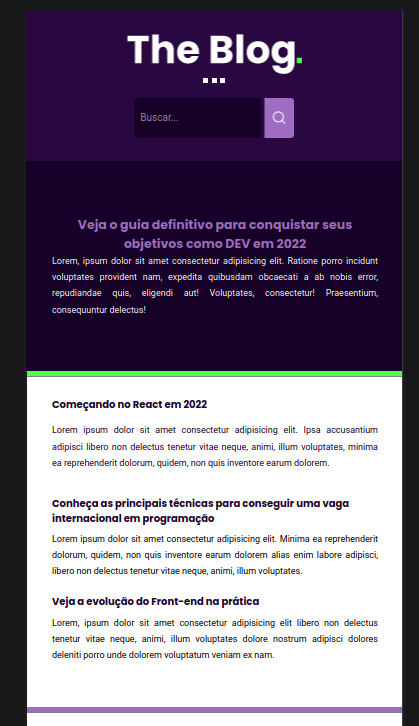 The Blog.
Buscar...
Veja o guia definitivo para conquistar seus
objetivos como DEV em 2022
Lorem, ipsum dolor sit amet consectetur adipisicing elit. Ratione porro incidunt
voluptates provident nam, expedita quibusdam obcaecati a ab nobis error,
repudiandae quis, eligendi aut! Voluptates, consectetur! Praesentium,
consequuntur delectus!
Começando no React em 2022
Lorem ipsum dolor sit amet consectetur adipisicing elit. Ipsa accusantium
adipisci libero non delectus tenetur vitae neque, animi, illum voluptates, minima
ea reprehenderit dolorum, quidem, non quis inventore earum dolorem.
Conheça as principais técnicas para conseguir uma vaga
internacional em programação
Lorem ipsum dolor sit amet consectetur adipisicing elit. Minima ea reprehenderit
dolorum, quidem, non quis inventore earum dolorem alias enim labore adipisci,
libero non delectus tenetur vitae neque, animi, illum voluptates.
Veja a evolução do Front-end na prática
Lorem, ipsum dolor sit amet consectetur adipisicing elit libero non delectus
tenetur vitae neque, animi, illum voluptates dolore nostrum adipisci dolores
deleniti porro unde dolorem voluptatum veniam ex nam.